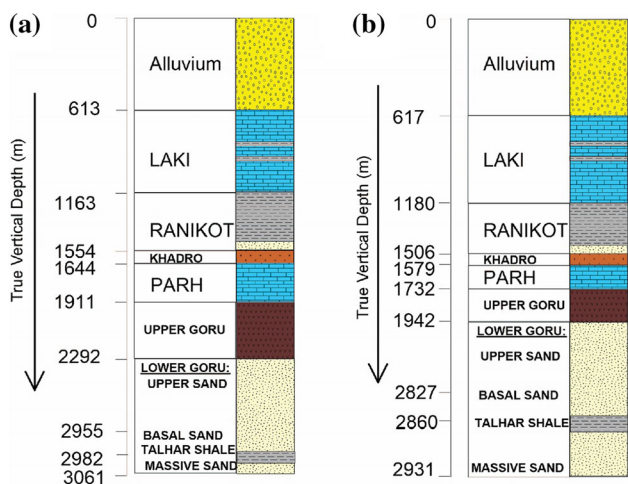 (a)
True Vertical Depth (m)
0
Alluvium
613
LAKI
1163
RANIKOT
1554
KHADRO
1644
PARH
1911
UPPER GORU
2292
LOWER GORU:
UPPER SAND
2955
BASAL SAND
TALHAR SHALE
2982
MASSIVE SAND
3061
(b)
True Vertical Depth (m)
0
Alluvium
617
LAKI
1180
RANIKOT
1506
KHADRO
1579
PARH
1732
UPPER GORU
1942
LOWER GORU:
UPPER SAND
2827
BASAL SAND
2860
TALHAR SHALE
MASSIVE SAND
2931